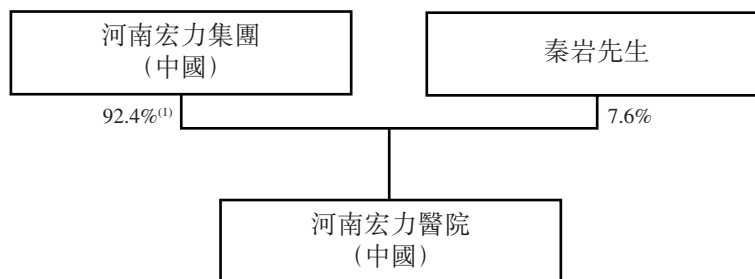 河南宏力集團
（中國）
秦岩先生
92.4%(1)
7.6%
河南宏力醫院
（中國）